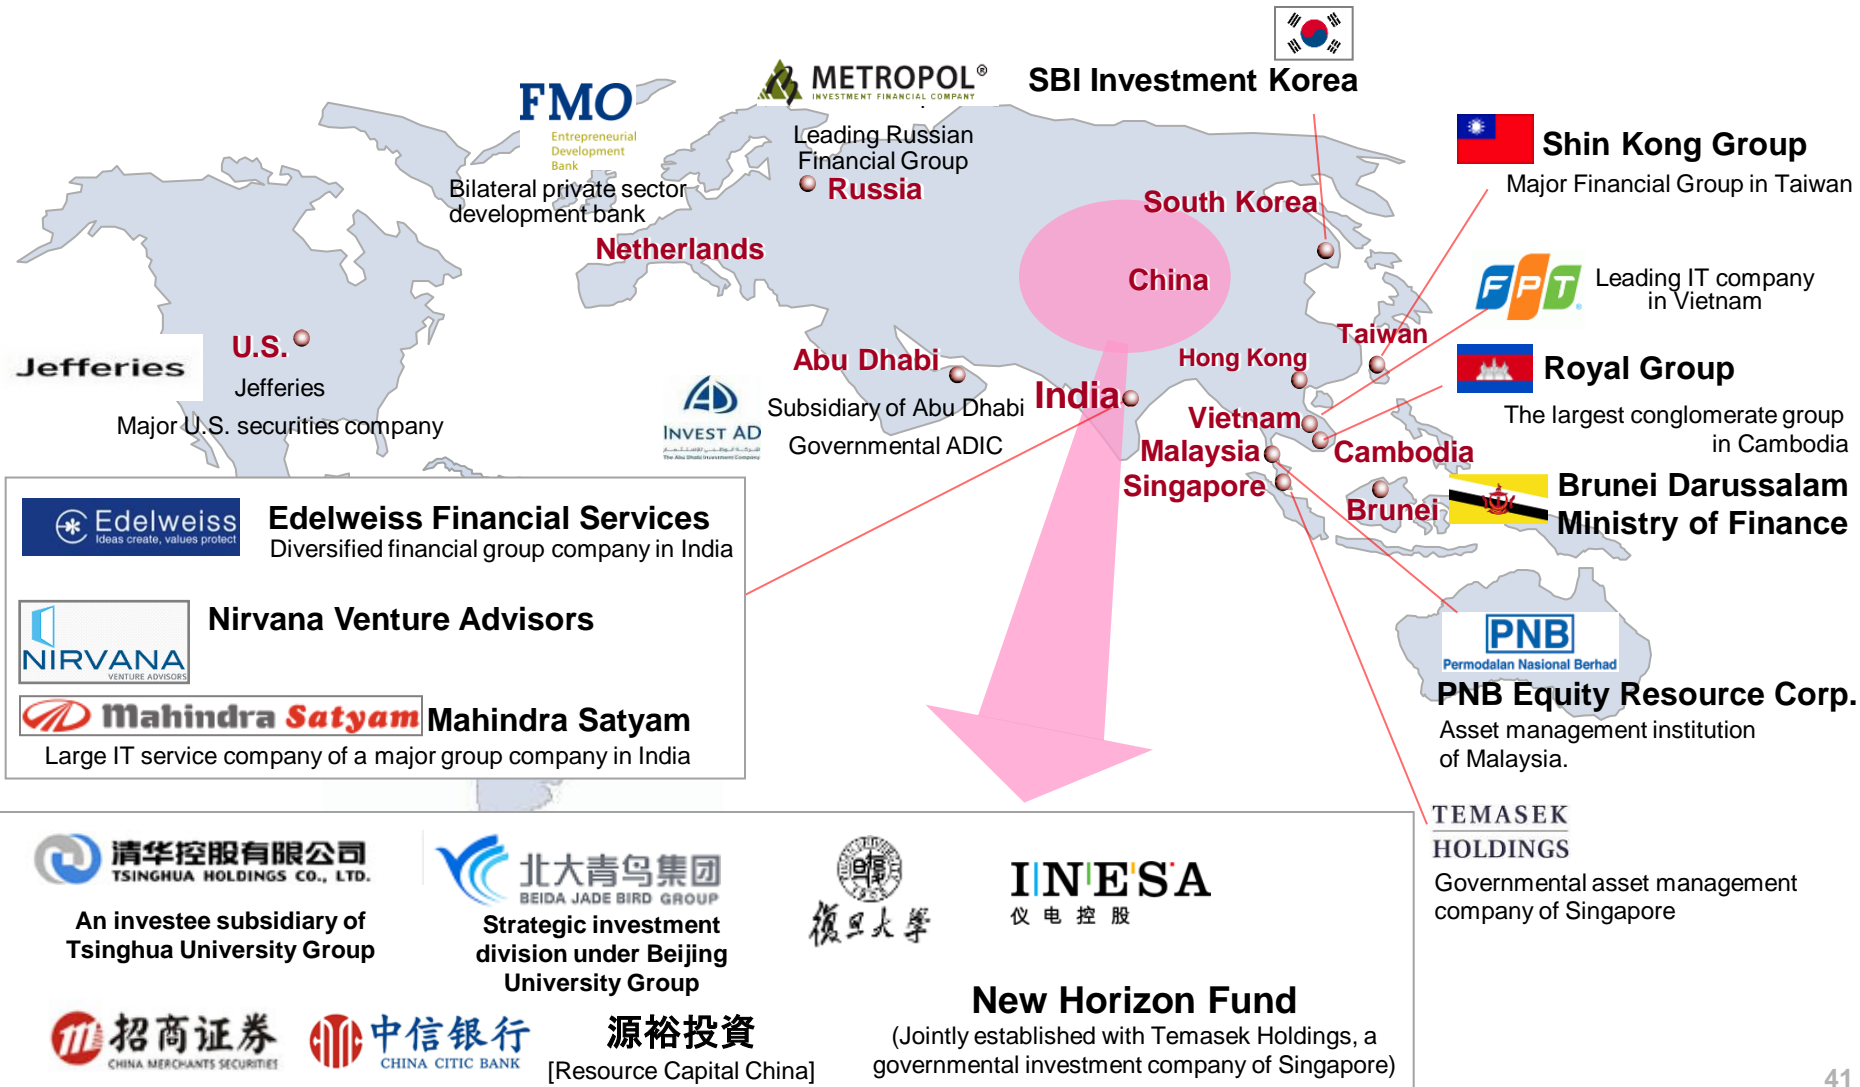 SBI Investment Korea
METROPOL®
INVESTMENT FINANCIAL COMPANY
Leading Russian
Financial Group
Russia
FMO
Entrepreneurial
Development
Bank
Bilateral private sector
development bank
Netherlands
South Korea
China
Shin Kong Group
Major Financial Group in Taiwan
FPT
Leading IT company
in Vietnam
Taiwan
Hong Kong
Royal Group
The largest conglomerate group
in Cambodia
Jefferies
U.S.
Jefferies
Major U.S. securities company
Abu Dhabi
INVEST AD
The Abu Dhabi Investment Company
Subsidiary of Abu Dhabi
Governmental ADIC
India
Vietnam
Malaysia
Cambodia
Singapore
Brunei
Brunei Darussalam
Ministry of Finance
Edelweiss
Ideas create, values protect
Edelweiss Financial Services
Diversified financial group company in India
NIRVANA
VENTURE ADVISORS
Nirvana Venture Advisors
Mahindra Satyam
Mahindra Satyam
Large IT service company of a major group company in India
PNB
Permodalan Nasional Berhad
PNB Equity Resource Corp.
Asset management institution
of Malaysia.
TEMASEK
HOLDINGS
Governmental asset management
company of Singapore
清华控股有限公司
TSINGHUA HOLDINGS CO., LTD.
An investee subsidiary of
Tsinghua University Group
北大青鸟集团
BEIDA JADE BIRD GROUP
Strategic investment
division under Beijing
University Group
復旦大學
INESA
仪电控股
招商证券
CHINA MERCHANTS SECURITIES
中信银行
CHINA CITIC BANK
源裕投資
[Resource Capital China]
New Horizon Fund
(Jointly established with Temasek Holdings, a
governmental investment company of Singapore)
41